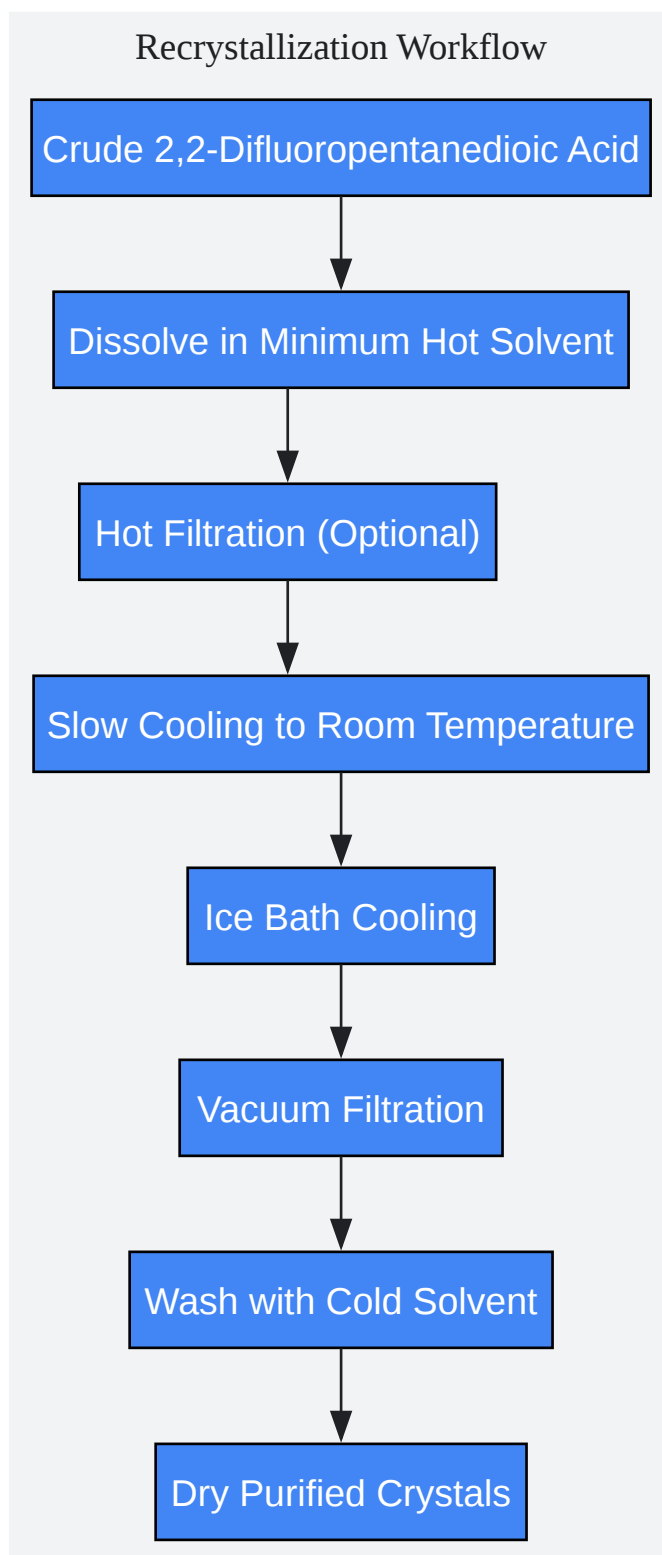 Recrystallization Workflow
Crude 2,2-Difluoropentanedioic Acid
Dissolve in Minimum Hot Solvent
Hot Filtration (Optional)
Slow Cooling to Room Temperature
Ice Bath Cooling
Vacuum Filtration
Wash with Cold Solvent
Dry Purified Crystals